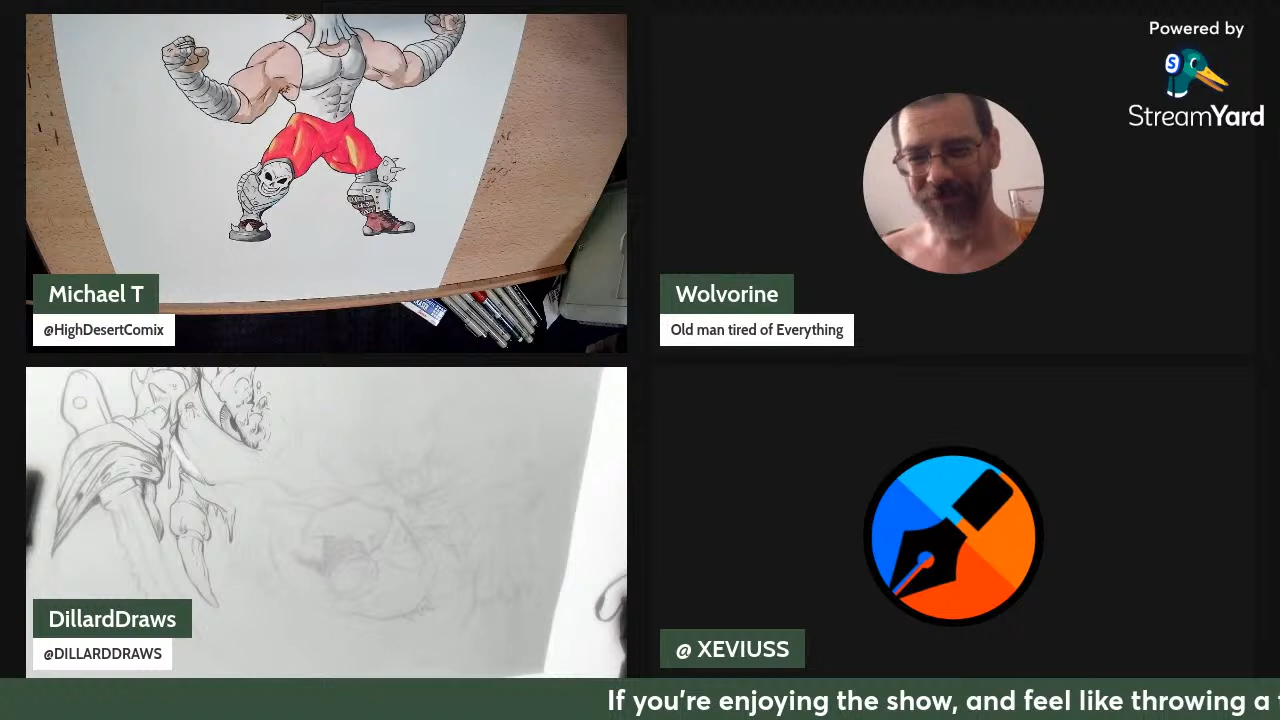 Powered by
S
StreamYard
Michael T
@HighDesertComix
Wolvorine
Old man tired of Everything
DillardDraws
@DILLARDDRAWS
@ XEVIUSS
If you're enjoying the show, and feel like throwing a